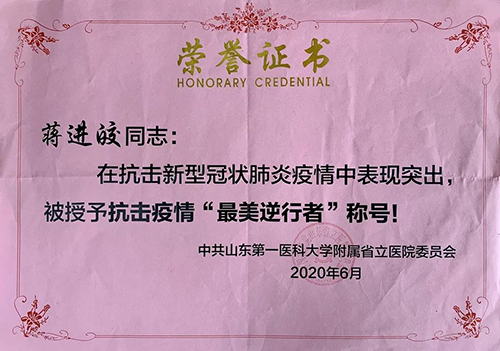 荣誉证书
HONORARY CREDENTIAL
蒋进皎同志：
在抗击新型冠状肺炎疫情中表现突出，
被授予抗击疫情“最美逆行者”称号！
中共山东第一医科大学附属省立医院委员会
2020年6月